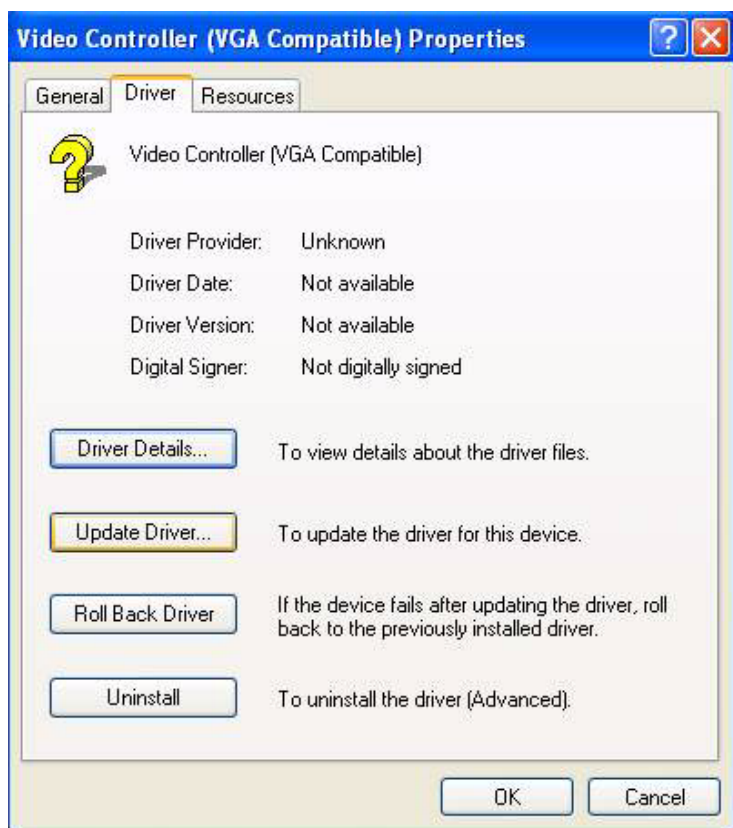 Video Controller (VGA Compatible) Properties
General Driver Resources
Video Controller (VGA Compatible)
Driver Provider: Unknown
Driver Date: Not available
Driver Version: Not available
Digital Signer: Not digitally signed
Driver Details... To view details about the driver files.
Update Driver... To update the driver for this device.
Roll Back Driver If the device fails after updating the driver, roll
back to the previously installed driver.
Uninstall To uninstall the driver (Advanced).
OK Cancel